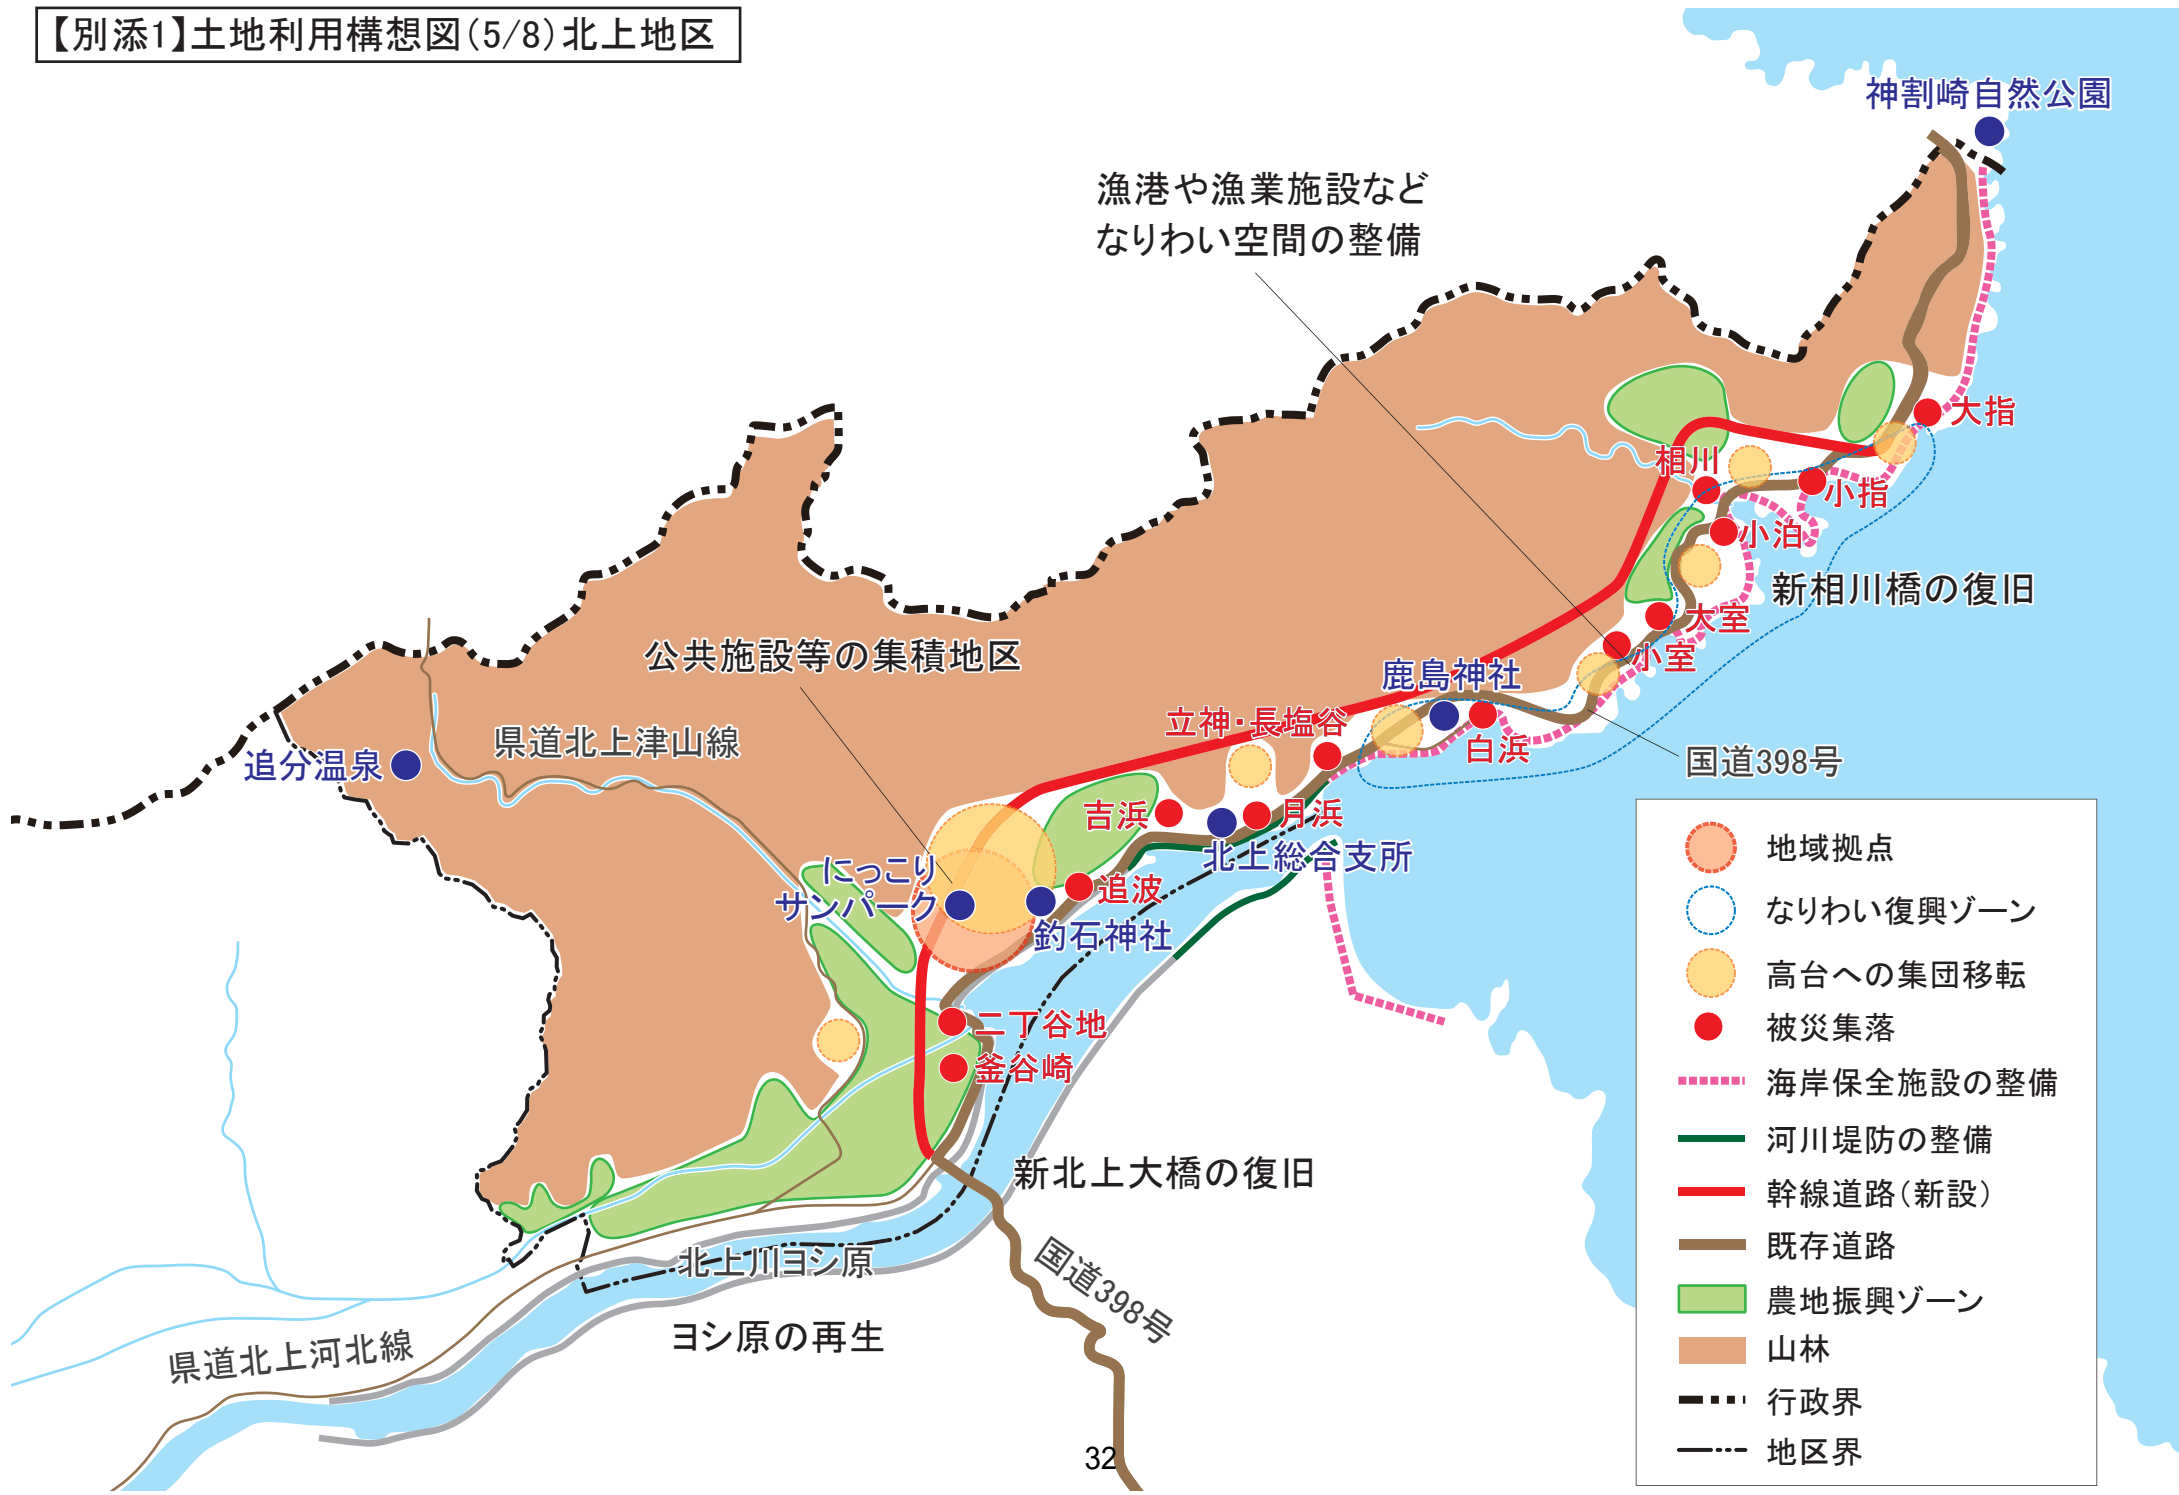 【別添1】土地利用構想図(5/8)北上地区
神割崎自然公園
漁港や漁業施設など
なりわい空間の整備
大指
相川
小指
小泊
新相川橋の復旧
大室
小室
公共施設等の集積地区
鹿島神社
立神・長塩谷
白浜
国道398号
県道北上津山線
追分温泉
吉浜
月浜
北上総合支所
にっこり
サンパーク
追波
釣石神社
二丁谷地
釜谷崎
新北上大橋の復旧
北上川ヨシ原
国道398号
ヨシ原の再生
県道北上河北線
地域拠点
なりわい復興ゾーン
高台への集団移転
被災集落
海岸保全施設の整備
河川堤防の整備
幹線道路(新設)
既存道路
農地振興ゾーン
山林
行政界
地区界
32